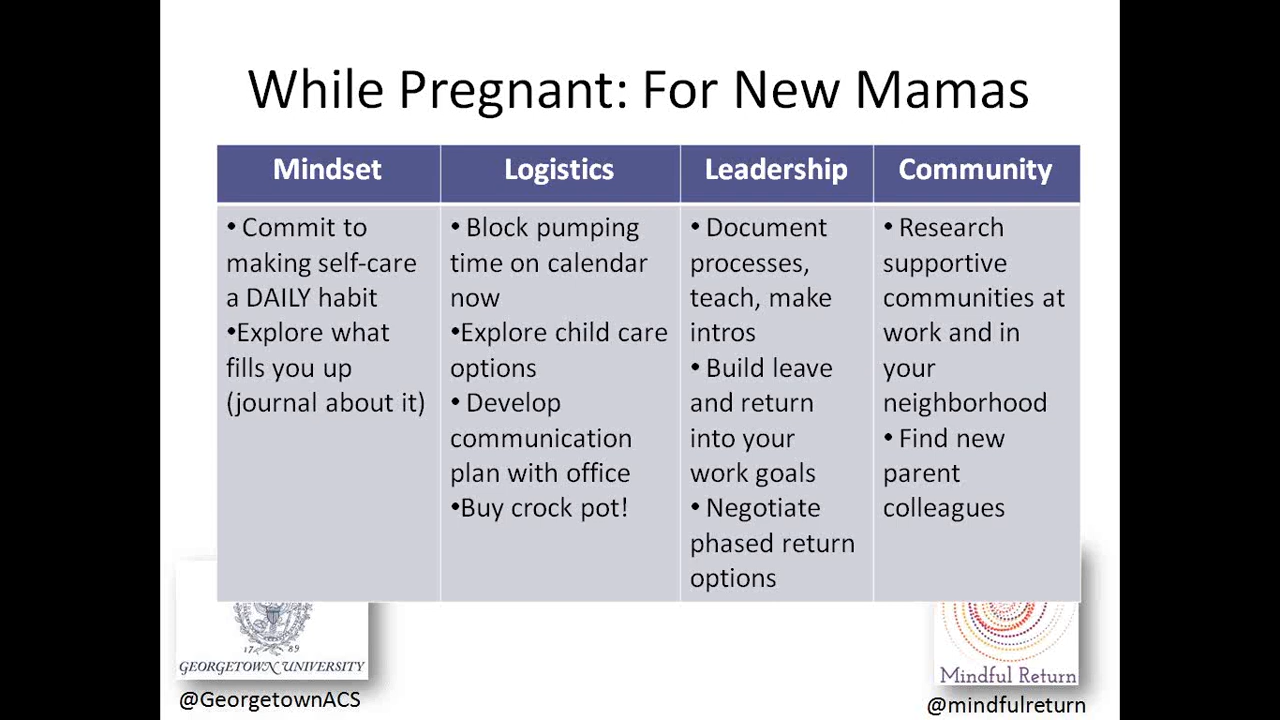 While Pregnant: For New Mamas
Mindset
• Commit to
making self-care
a DAILY habit
•Explore what
fills you up
(journal about it)
Logistics
• Block pumping
time on calendar
now
•Explore child care
options
• Develop
communication
plan with office
•Buy crock pot!
Leadership
• Document
processes,
teach, make
intros
• Build leave
and return
into your
work goals
• Negotiate
phased return
options
Community
• Research
supportive
communities at
work and in
your
neighborhood
• Find new
parent
colleagues
17 89
GEORGETOWN UNIVERSITY
@GeorgetownACS
Mindful Return
@mindfulreturn